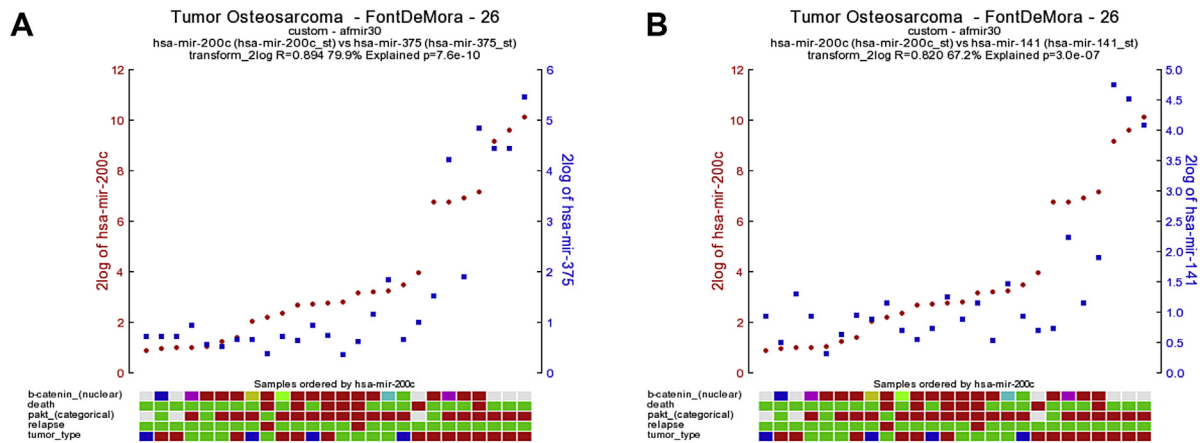 A
Tumor Osteosarcoma - FontDeMora - 26
custom - afmir30
hsa-mir-200c (hsa-mir-200c_st) vs hsa-mir-375 (hsa-mir-375_st)
transform_2log R=0.894 79.9% Explained p=7.6e-10
2log of hsa-mir-200c
12
10
8
6
4
2
0
6
5
4
3
2
1
0
2log of hsa-mir-375
Samples ordered by hsa-mir-200c
b-catenin_(nuclear)
death
pakt_(categorical)
relapse
tumor_type
B
Tumor Osteosarcoma - FontDeMora - 26
custom - afmir30
hsa-mir-200c (hsa-mir-200c_st) vs hsa-mir-141 (hsa-mir-141_st)
transform_2log R=0.820 67.2% Explained p=3.0e-07
2log of hsa-mir-200c
12
10
8
6
4
2
0
5.0
4.5
4.0
3.5
3.0
2.5
2.0
1.5
1.0
0.5
0.0
2log of hsa-mir-141
Samples ordered by hsa-mir-200c
b-catenin_(nuclear)
death
pakt_(categorical)
relapse
tumor_type